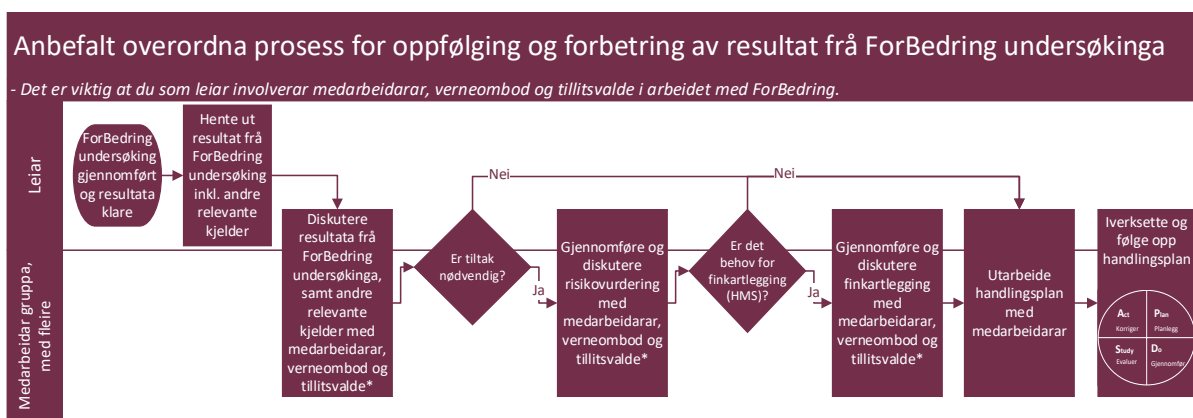 Anbefalt overordna prosess for oppfølging og forbetring av resultat frå ForBedring undersøkinga
- Det er viktig at du som leiar involverar medarbeidarar, verneombod og tillitsvalde i arbeidet med ForBedring.
Leiar
Medarbeidar gruppa,
med fleire
ForBedring
undersøking
gjennomført
og resultata
klare
Hente ut
resultat frå
ForBedring
undersøking
inkl. andre
relevante
kjelder
Diskutere
resultata frå
ForBedring
undersøkinga,
samt andre
relevante
kjelder med
medarbeidarar,
verneombod og
tillitsvalde*
Er tiltak
nødvendig?
Nei
Ja
Gjennomføre og
diskutere
risikovurdering
med
medarbeidarar,
verneombod og
tillitsvalde*
Er det
behov for
finkartlegging
(HMS)?
Nei
Ja
Gjennomføre og
diskutere
finkartlegging
med
medarbeidarar,
verneombod og
tillitsvalde*
Utarbeide
handlingsplan
med
medarbeidarar
Iverksette og
følge opp
handlingsplan
Act
Korriger
Plan
Planlegg
Study
Evaluer
Do
Gjennomfør